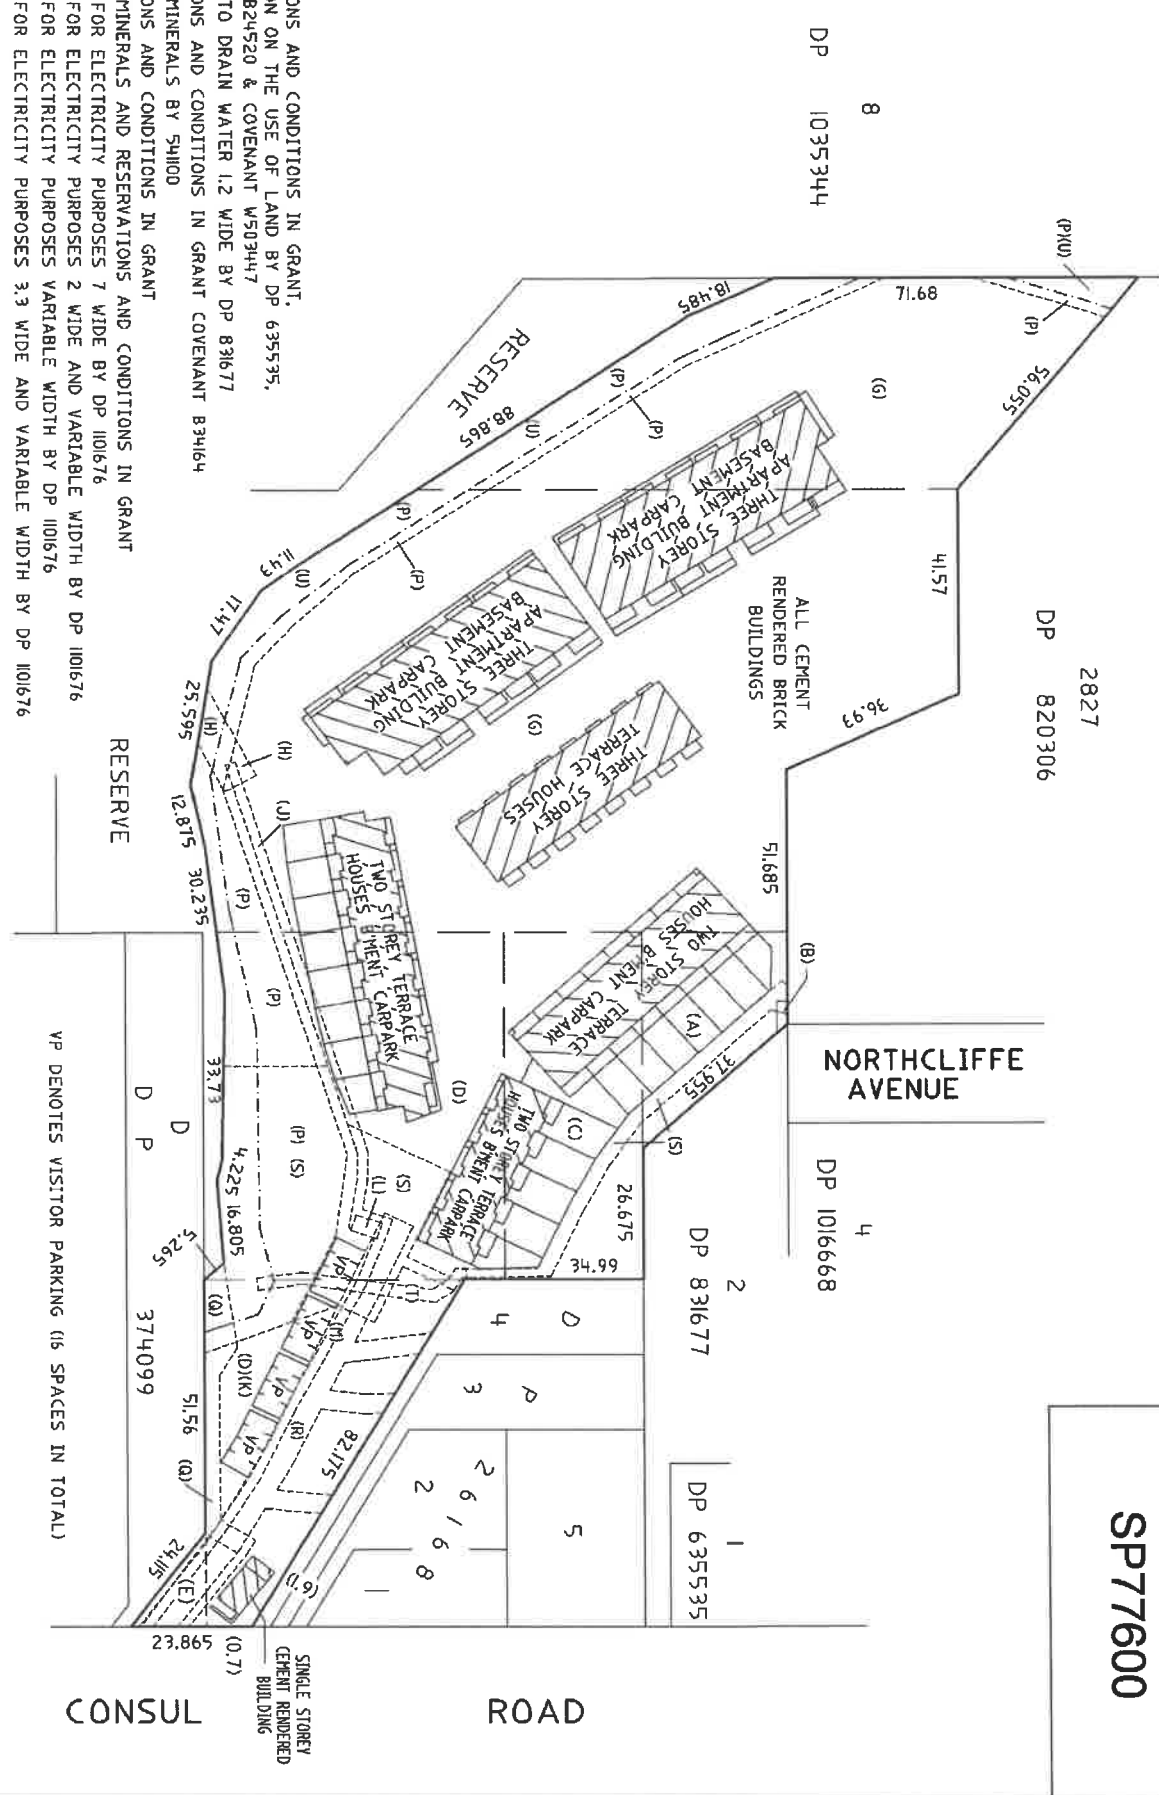 SP77600
8
DP 1035344
2827
DP 820306
NORTHCLIFFE
AVENUE
4
DP 1016668
2
DP 831677
1
DP 635535
(P)(U)
(P)
71.68
56.055
(G)
18.485
RESERVE
88.865
(U)
(P)
(P)
THREE STOREY
APARTMENT BUILDING
BASEMENT CARPARK
41.57
ALL CEMENT
RENDERED BRICK
BUILDINGS
36.93
51.685
(P)
(P)
(U)
11.43
17.47
THREE STOREY
APARTMENT BUILDING
BASEMENT CARPARK
(G)
THREE STOREY
TERRACE HOUSES
25.595
(H)
(H)
(J)
RESERVE
12.875
30.235
(P)
(P)
TWO STOREY TERRACE
HOUSES B'MENT CARPARK
TWO STOREY TERRACE
HOUSES B'MENT CARPARK
(A)
(B)
37.955
(S)
(C)
(D)
TWO STOREY TERRACE
HOUSES B'MENT CARPARK
26.675
34.99
33.73
(P) (S)
(S)
(L)
4.225
16.805
5.265
(T)
VP
VP
VP
VP
(M)
(Q)
(D)(K)
(R)
82.175
51.56
(Q)
D
D P 374099
4
3
D
P
2
26168
5
1
24.115
(E)
(1.9)
23.865
(0.7)
SINGLE STOREY
CEMENT RENDERED
BUILDING
CONSUL ROAD
VP DENOTES VISITOR PARKING (16 SPACES IN TOTAL)
ONS AND CONDITIONS IN GRANT.
ON ON THE USE OF LAND BY DP 635535,
B24520 & COVENANT W503447
TO DRAIN WATER 1.2 WIDE BY DP 831677
ONS AND CONDITIONS IN GRANT COVENANT B34164
MINERALS BY 541100
ONS AND CONDITIONS IN GRANT
MINERALS AND RESERVATIONS AND CONDITIONS IN GRANT
FOR ELECTRICITY PURPOSES 7 WIDE BY DP 1101676
FOR ELECTRICITY PURPOSES 2 WIDE AND VARIABLE WIDTH BY DP 1101676
FOR ELECTRICITY PURPOSES VARIABLE WIDTH BY DP 1101676
FOR ELECTRICITY PURPOSES 3.3 WIDE AND VARIABLE WIDTH BY DP 1101676